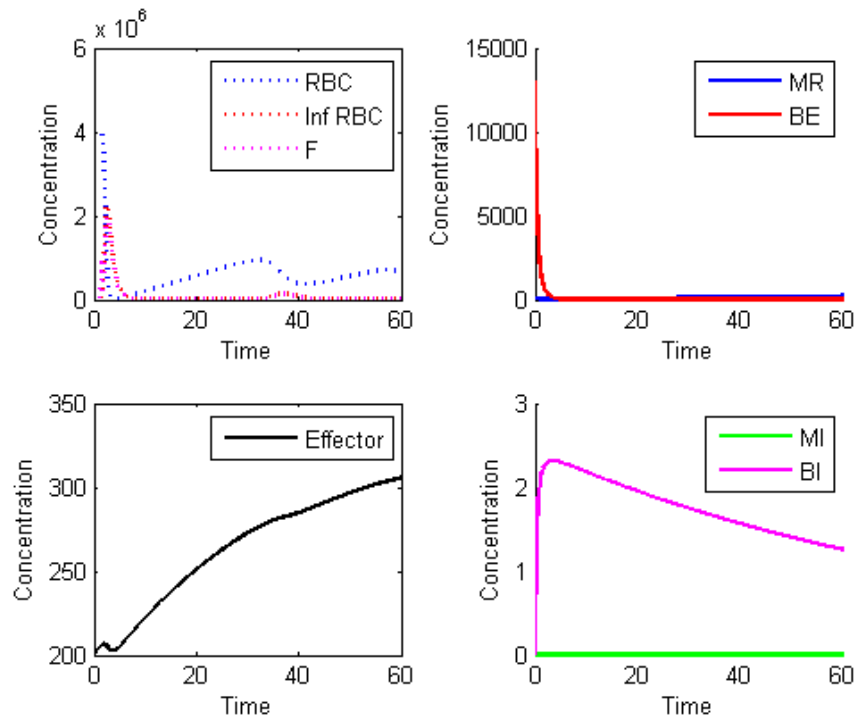 x 10^6
6
4
2
0
Concentration
RBC
Inf RBC
F
0 20 40 60
Time
15000
10000
5000
0
Concentration
MR
BE
0 20 40 60
Time
350
300
250
200
Concentration
Effector
0 20 40 60
Time
3
2
1
0
Concentration
MI
BI
0 20 40 60
Time